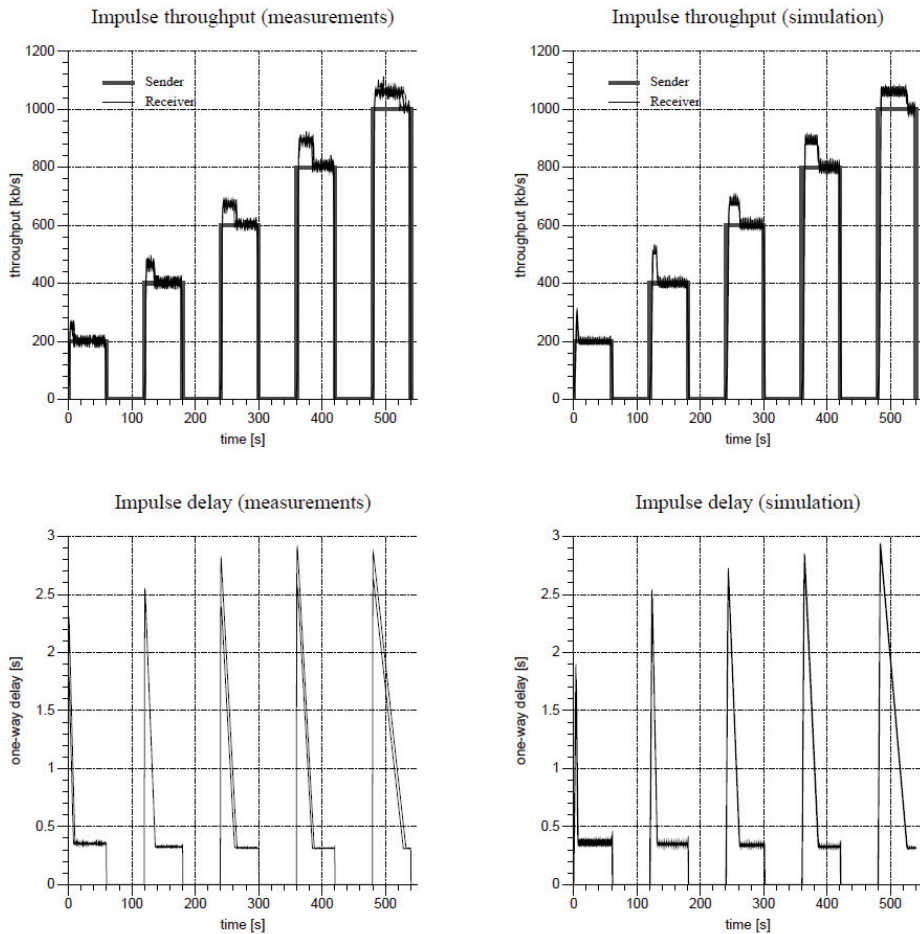 Impulse throughput (measurements)
1200
1000
800
600
400
200
0
throughput [kb/s]
Sender
Receiver
0 100 200 300 400 500
time [s]
Impulse throughput (simulation)
1200
1000
800
600
400
200
0
throughput [kb/s]
Sender
Receiver
0 100 200 300 400 500
time [s]
Impulse delay (measurements)
3
2.5
2
1.5
1
0.5
0
one-way delay [s]
0 100 200 300 400 500
time [s]
Impulse delay (simulation)
3
2.5
2
1.5
1
0.5
0
one-way delay [s]
0 100 200 300 400 500
time [s]